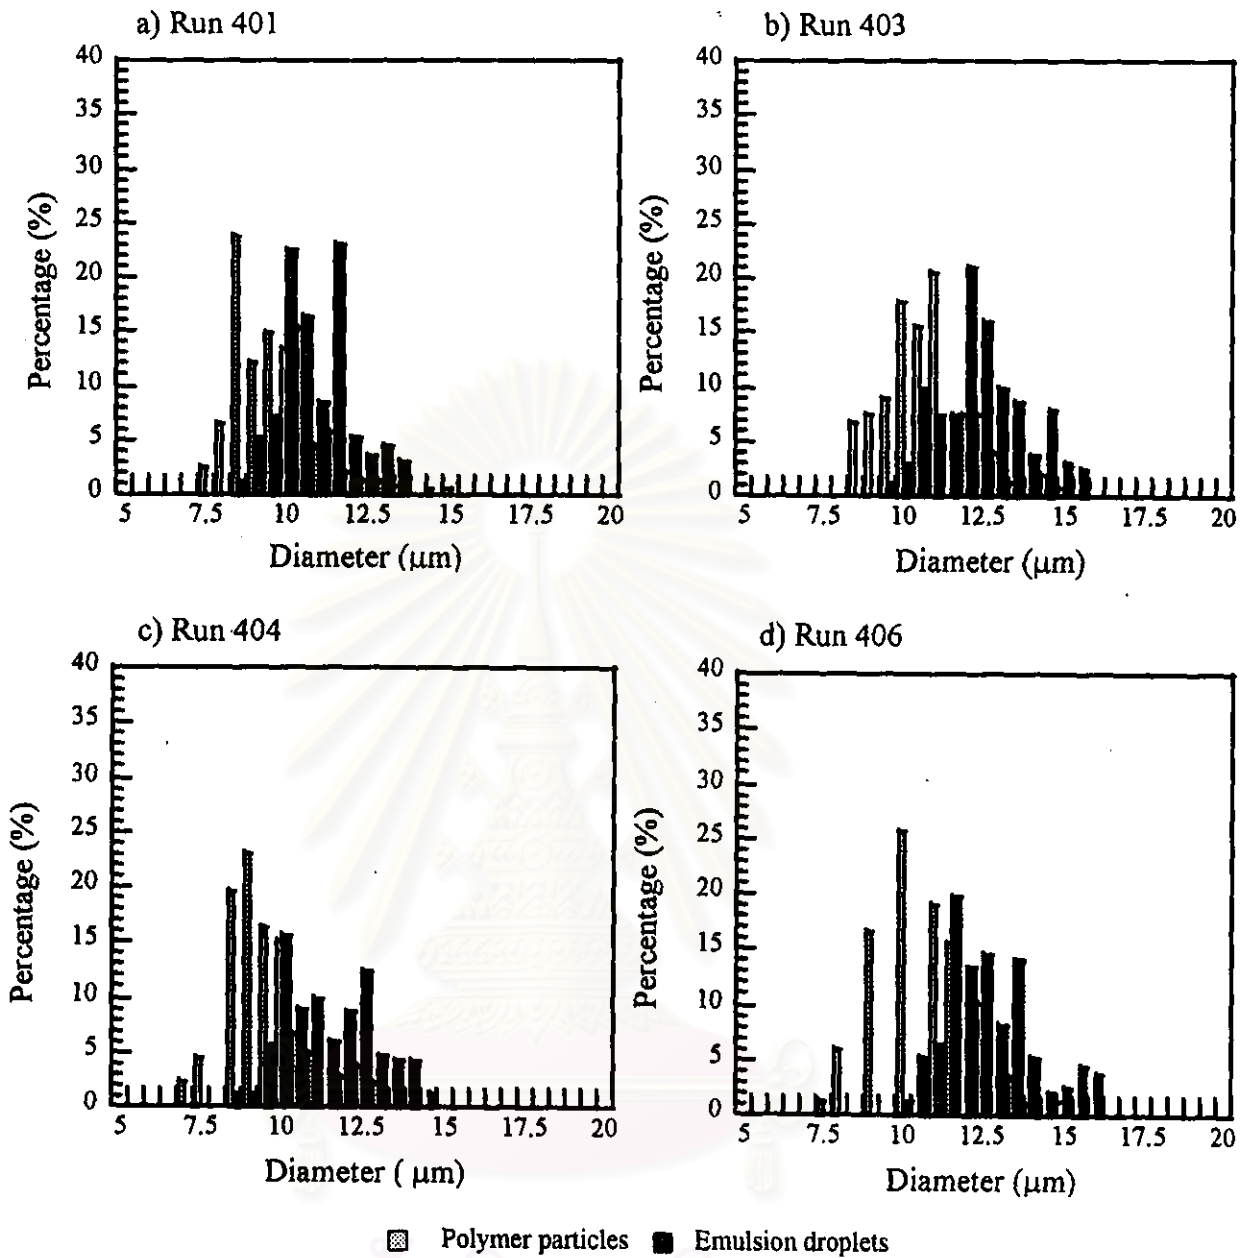 a) Run 401
40
35
30
25
20
15
10
5
0
Percentage (%)
5 7.5 10 12.5 15 17.5 20
Diameter (μm)
b) Run 403
40
35
30
25
20
15
10
5
0
Percentage (%)
5 7.5 10 12.5 15 17.5 20
Diameter (μm)
c) Run 404
40
35
30
25
20
15
10
5
0
Percentage (%)
5 7.5 10 12.5 15 17.5 20
Diameter ( μm)
d) Run 406
40
35
30
25
20
15
10
5
0
Percentage (%)
5 7.5 10 12.5 15 17.5 20
Diameter (μm)
Polymer particles Emulsion droplets